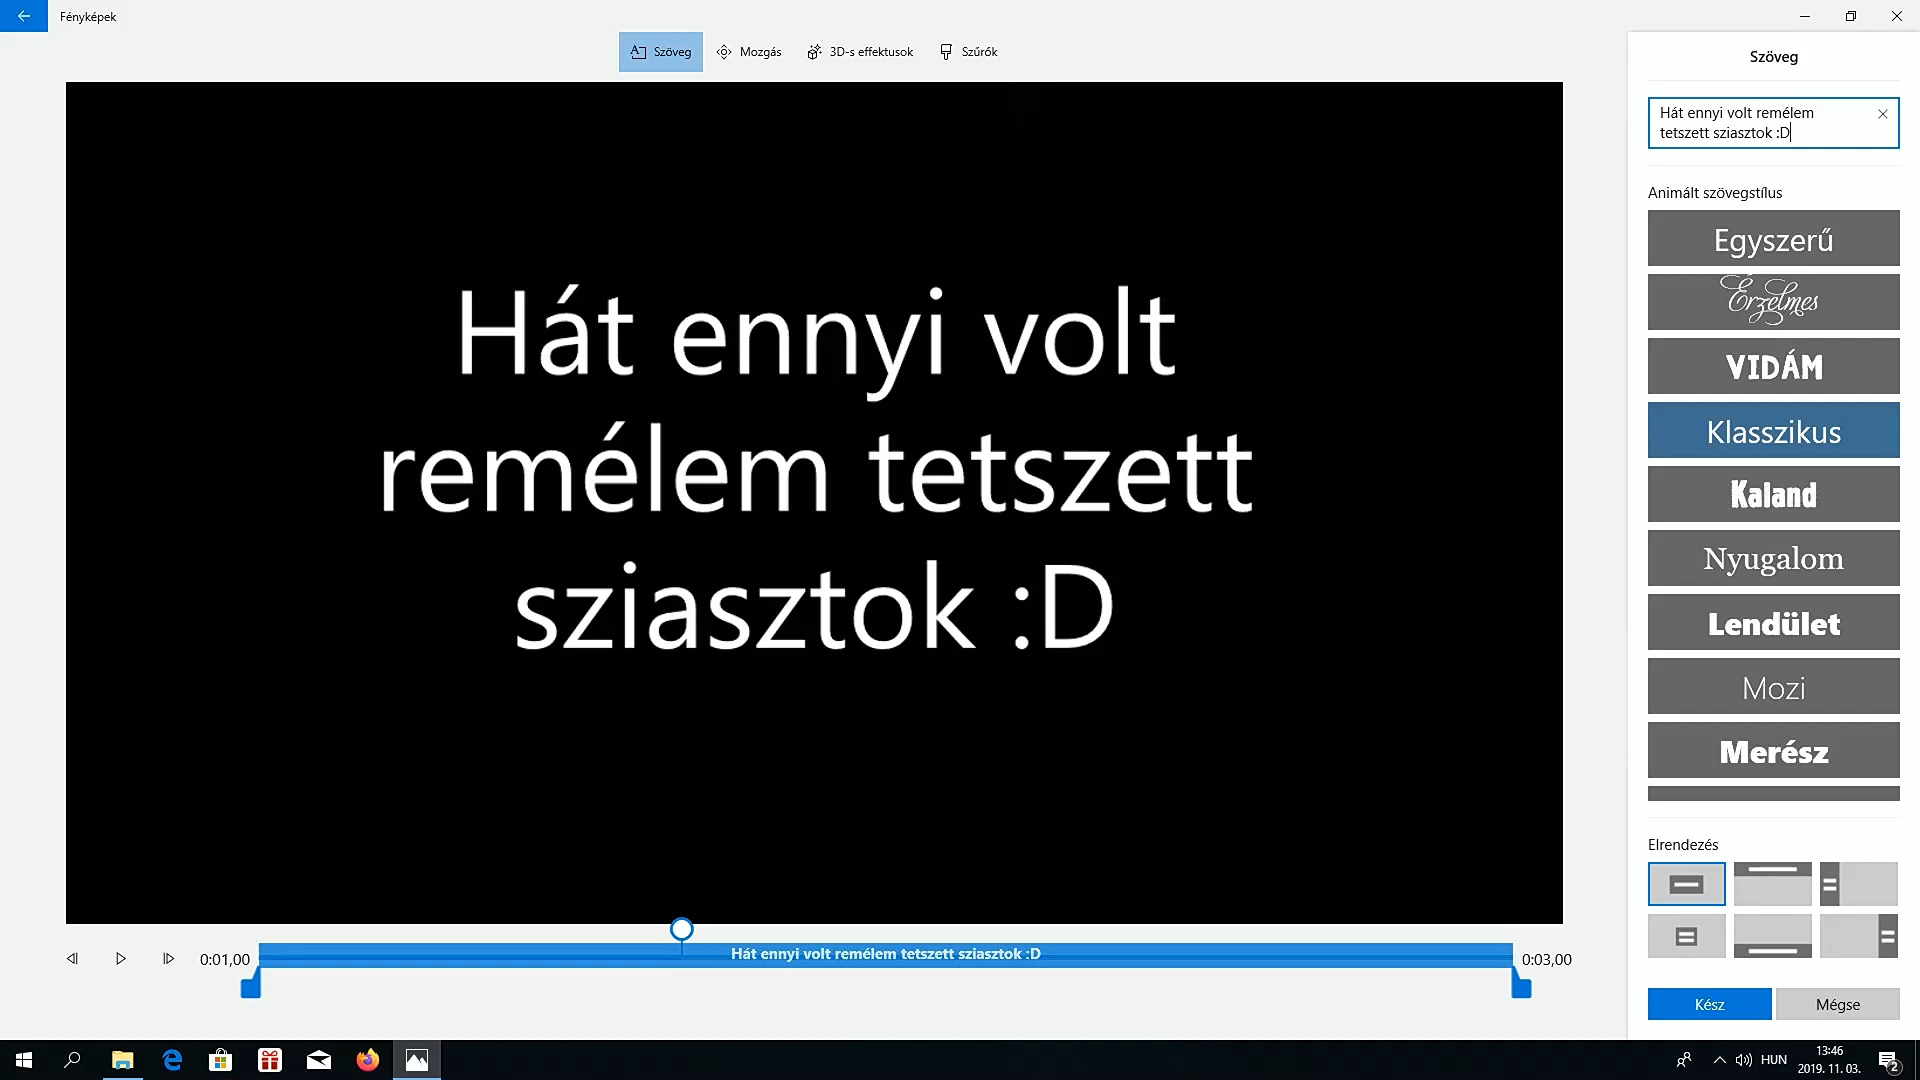 Fényképek
Szöveg
Mozgás
3D-s effektusok
Szűrők
Szöveg
Hát ennyi volt remélem
tetszett sziasztok :D
Animált szövegstílus
Egyszerű
Érzelmes
VIDÁM
Klasszikus
Kaland
Nyugalom
Lendület
Mozi
Merész
Elrendezés
Kész
Mégse
Hát ennyi volt
remélem tetszett
sziasztok :D
0:01,00
Hát ennyi volt remélem tetszett sziasztok :D
0:03,00
HUN
13:46
2019. 11. 03.
2